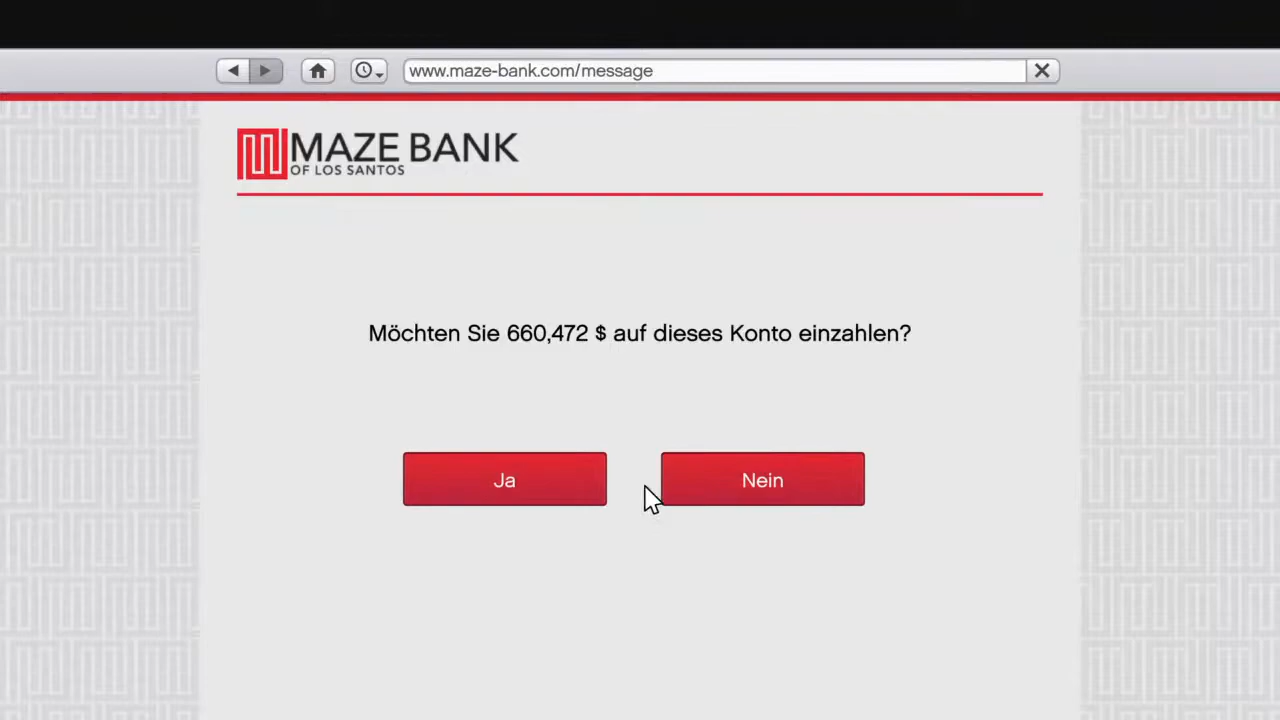 www.maze-bank.com/message
MAZE BANK
OF LOS SANTOS
Möchten Sie 660,472 $ auf dieses Konto einzahlen?
Ja
Nein